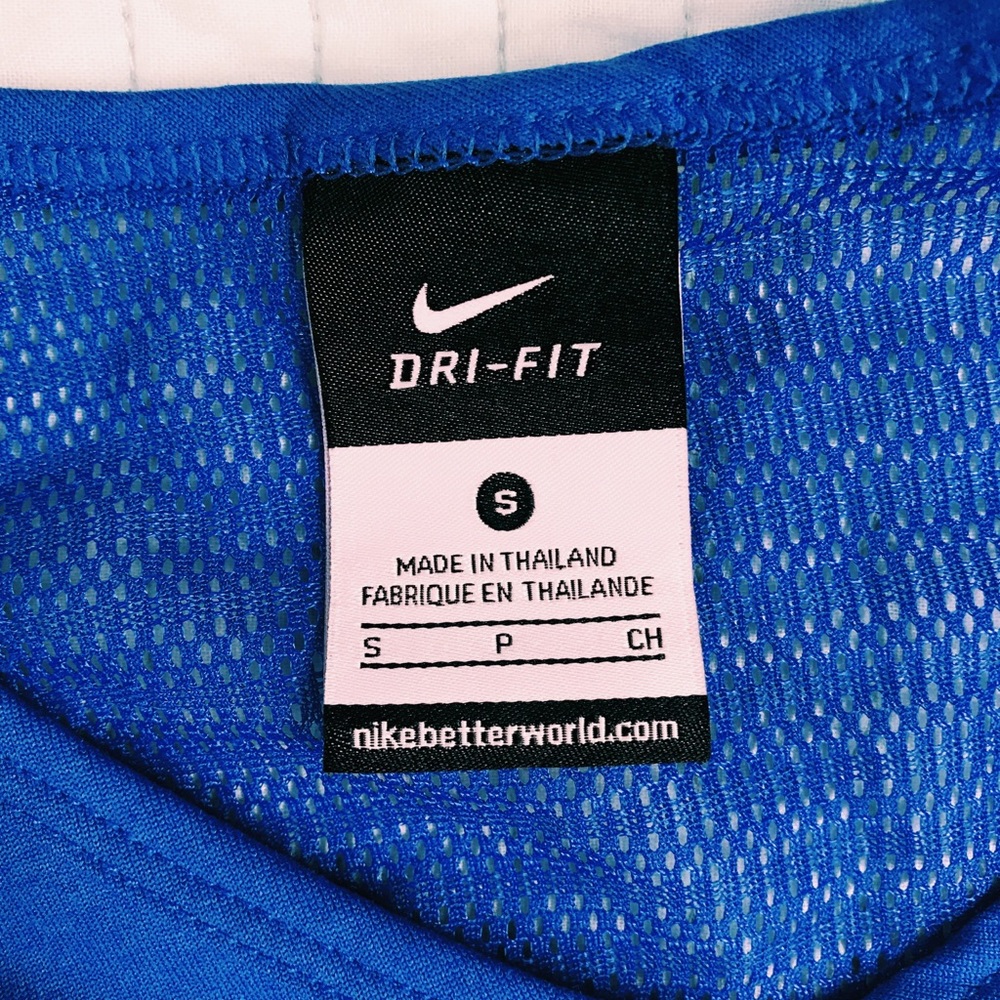 DRI-FIT
S
MADE IN THAILAND
FABRIQUE EN THAILANDE
S P CH
nikebetterworld.com